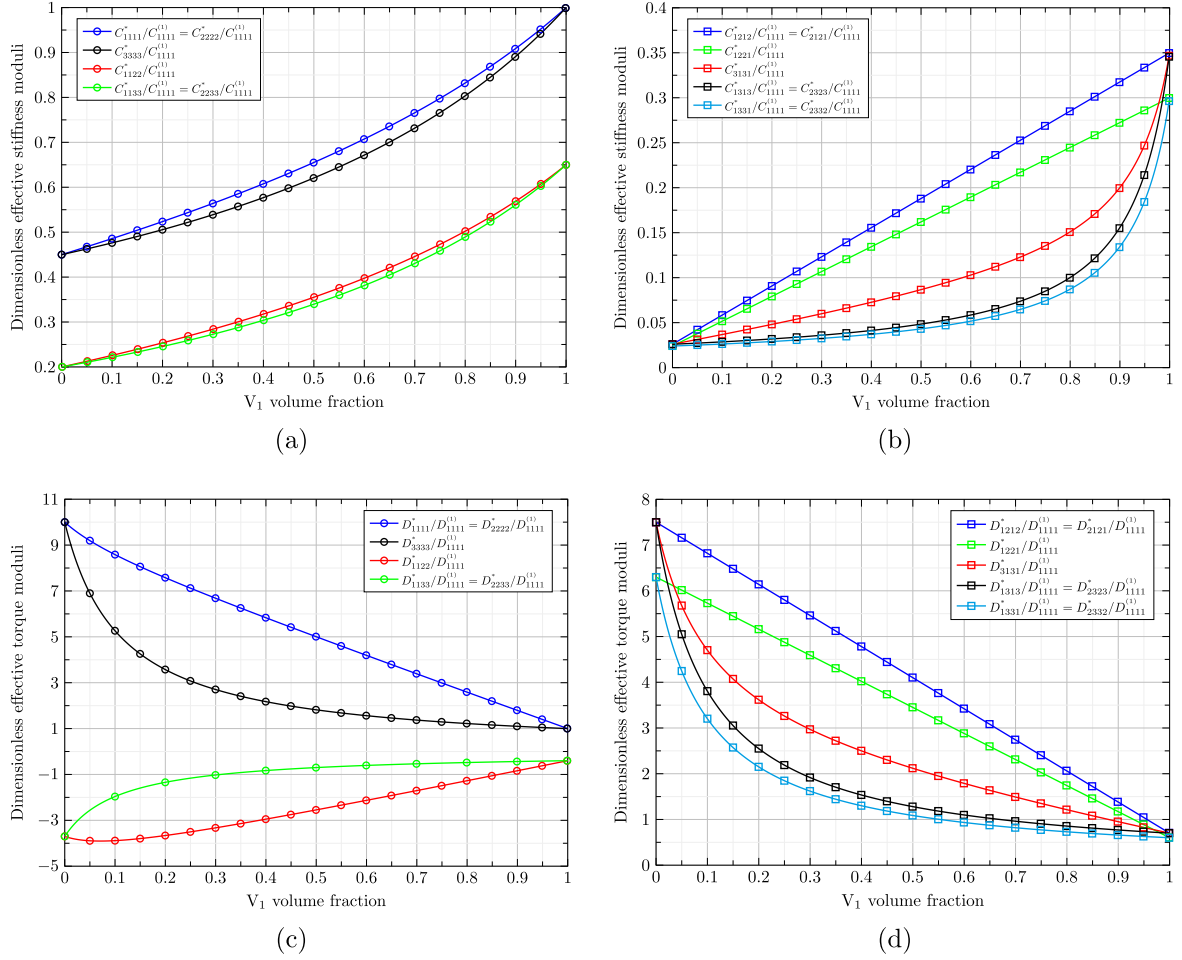 Dimensionless effective stiffness moduli
1
0.9
0.8
0.7
0.6
0.5
0.4
0.3
0.2
C*1111/C(1)1111 = C*2222/C(1)1111
C*3333/C(1)1111
C*1122/C(1)1111
C*1133/C(1)1111 = C*2233/C(1)1111
0 0.1 0.2 0.3 0.4 0.5 0.6 0.7 0.8 0.9 1
V1 volume fraction
(a)
Dimensionless effective stiffness moduli
0.4
0.35
0.3
0.25
0.2
0.15
0.1
0.05
0
C*1212/C(1)1111 = C*2121/C(1)1111
C*1221/C(1)1111
C*3131/C(1)1111
C*1313/C(1)1111 = C*2323/C(1)1111
C*1331/C(1)1111 = C*2332/C(1)1111
0 0.1 0.2 0.3 0.4 0.5 0.6 0.7 0.8 0.9 1
V1 volume fraction
(b)
Dimensionless effective torque moduli
11
9
7
5
3
1
−1
−3
−5
D*1111/D(1)1111 = D*2222/D(1)1111
D*3333/D(1)1111
D*1122/D(1)1111
D*1133/D(1)1111 = D*2233/D(1)1111
0 0.1 0.2 0.3 0.4 0.5 0.6 0.7 0.8 0.9 1
V1 volume fraction
(c)
Dimensionless effective torque moduli
8
7
6
5
4
3
2
1
0
D*1212/D(1)1111 = D*2121/D(1)1111
D*1221/D(1)1111
D*3131/D(1)1111
D*1313/D(1)1111 = D*2323/D(1)1111
D*1331/D(1)1111 = D*2332/D(1)1111
0 0.1 0.2 0.3 0.4 0.5 0.6 0.7 0.8 0.9 1
V1 volume fraction
(d)